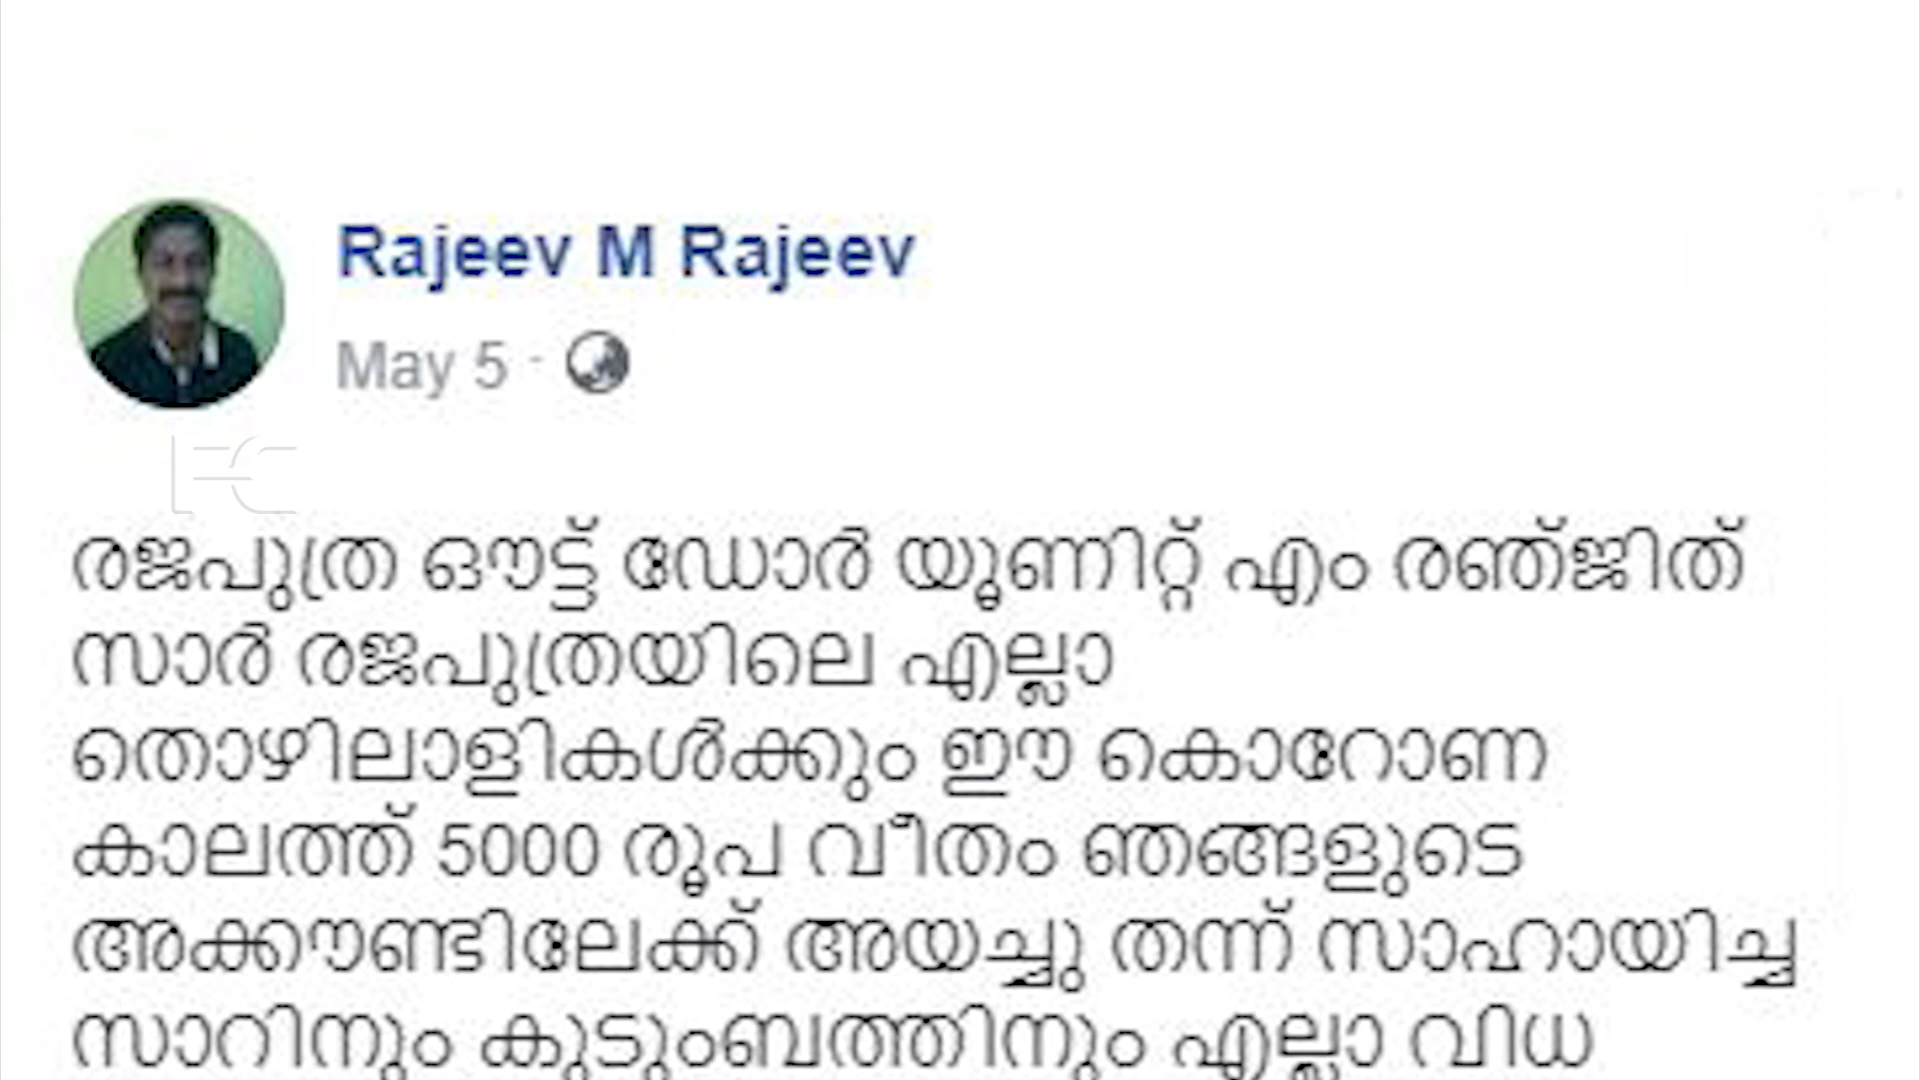 Rajeev M Rajeev
May 5 ·
FC
രജപുത്ര ഔട്ട് ഡോർ യൂണിറ്റ് എം രഞ്ജിത്
സാർ രജപുത്രയിലെ എല്ലാ
തൊഴിലാളികൾക്കും ഈ കൊറോണ
കാലത്ത് 5000 രൂപ വീതം ഞങ്ങളുടെ
അക്കൗണ്ടിലേക്ക് അയച്ചു തന്ന് സാഹായിച്ച
സാറിനും കുടുംബത്തിനും എല്ലാ വിധ